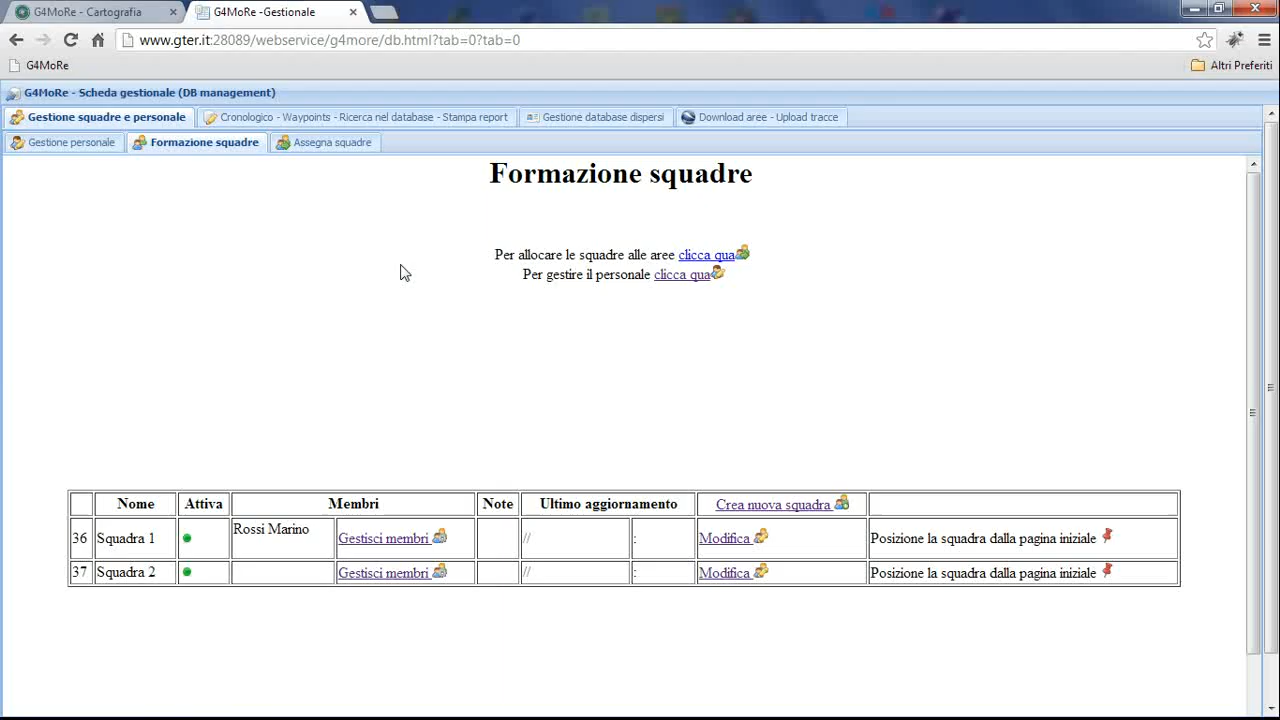 G4MoRe - Cartografia
G4MoRe -Gestionale
www.gter.it:28089/webservice/g4more/db.html?tab=0?tab=0
G4MoRe
Altri Preferiti
G4MoRe - Scheda gestionale (DB management)
Gestione squadre e personale
Cronologico - Waypoints - Ricerca nel database - Stampa report
Gestione database dispersi
Download aree - Upload tracce
Gestione personale
Formazione squadre
Assegna squadre
Formazione squadre
Per allocare le squadre alle aree clicca qua
Per gestire il personale clicca qua
Nome Attiva Membri Note Ultimo aggiornamento Crea nuova squadra
36 Squadra 1 Rossi Marino Gestisci membri // : Modifica Posizione la squadra dalla pagina iniziale
37 Squadra 2 Gestisci membri // : Modifica Posizione la squadra dalla pagina iniziale